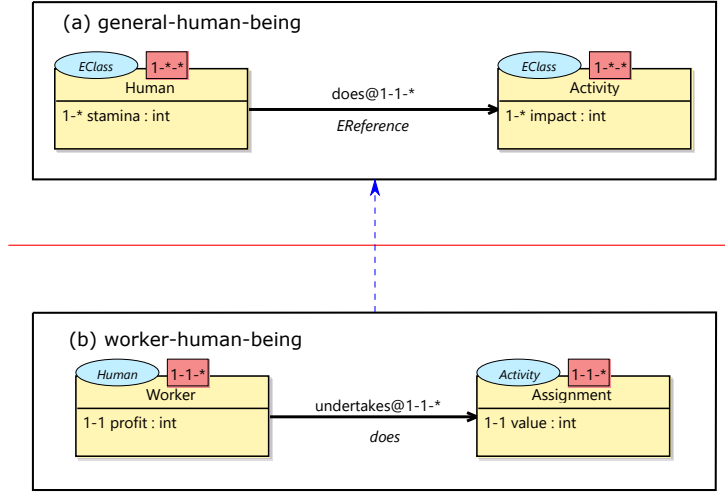 (a) general-human-being
EClass 1-*-*
Human
1-* stamina : int
does@1-1-*
EReference
EClass 1-*-*
Activity
1-* impact : int
(b) worker-human-being
Human 1-1-*
Worker
1-1 profit : int
undertakes@1-1-*
does
Activity 1-1-*
Assignment
1-1 value : int